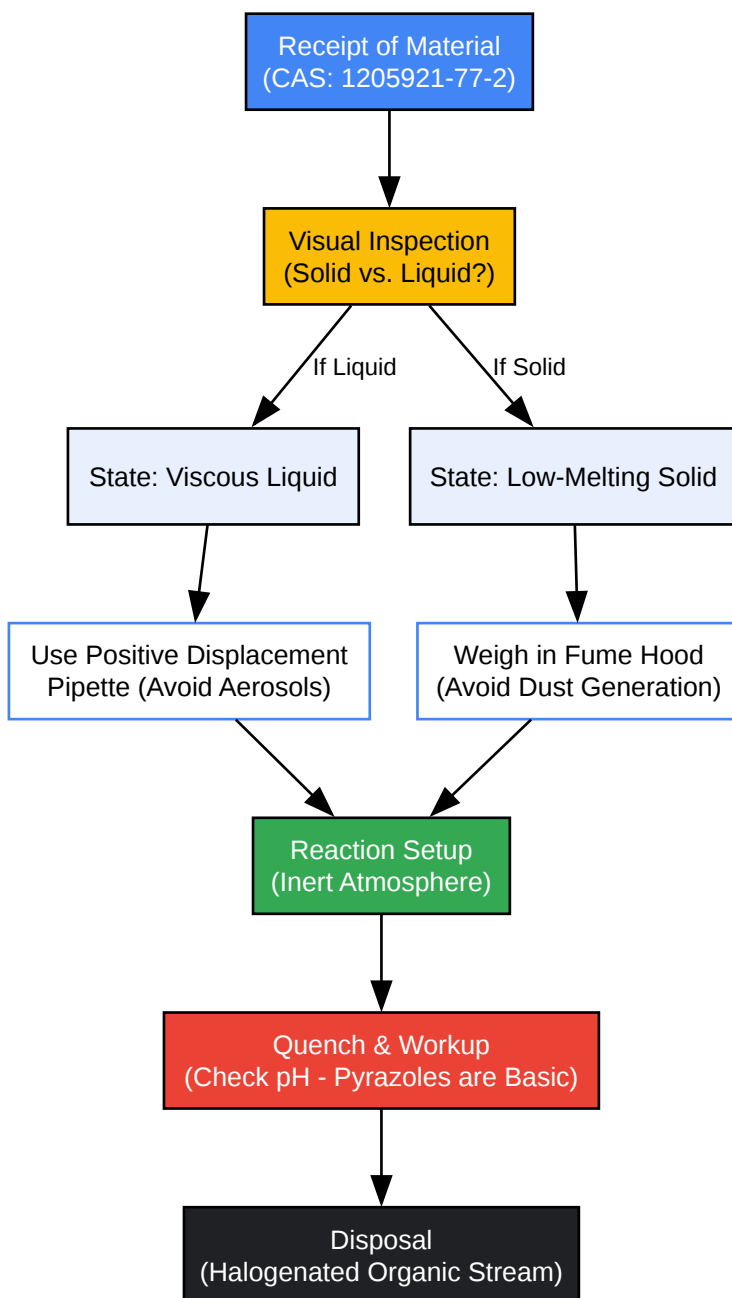 Receipt of Material
(CAS: 1205921-77-2)
Visual Inspection
(Solid vs. Liquid?)
If Liquid
If Solid
State: Viscous Liquid
State: Low-Melting Solid
Use Positive Displacement
Pipette (Avoid Aerosols)
Weigh in Fume Hood
(Avoid Dust Generation)
Reaction Setup
(Inert Atmosphere)
Quench & Workup
(Check pH - Pyrazoles are Basic)
Disposal
(Halogenated Organic Stream)